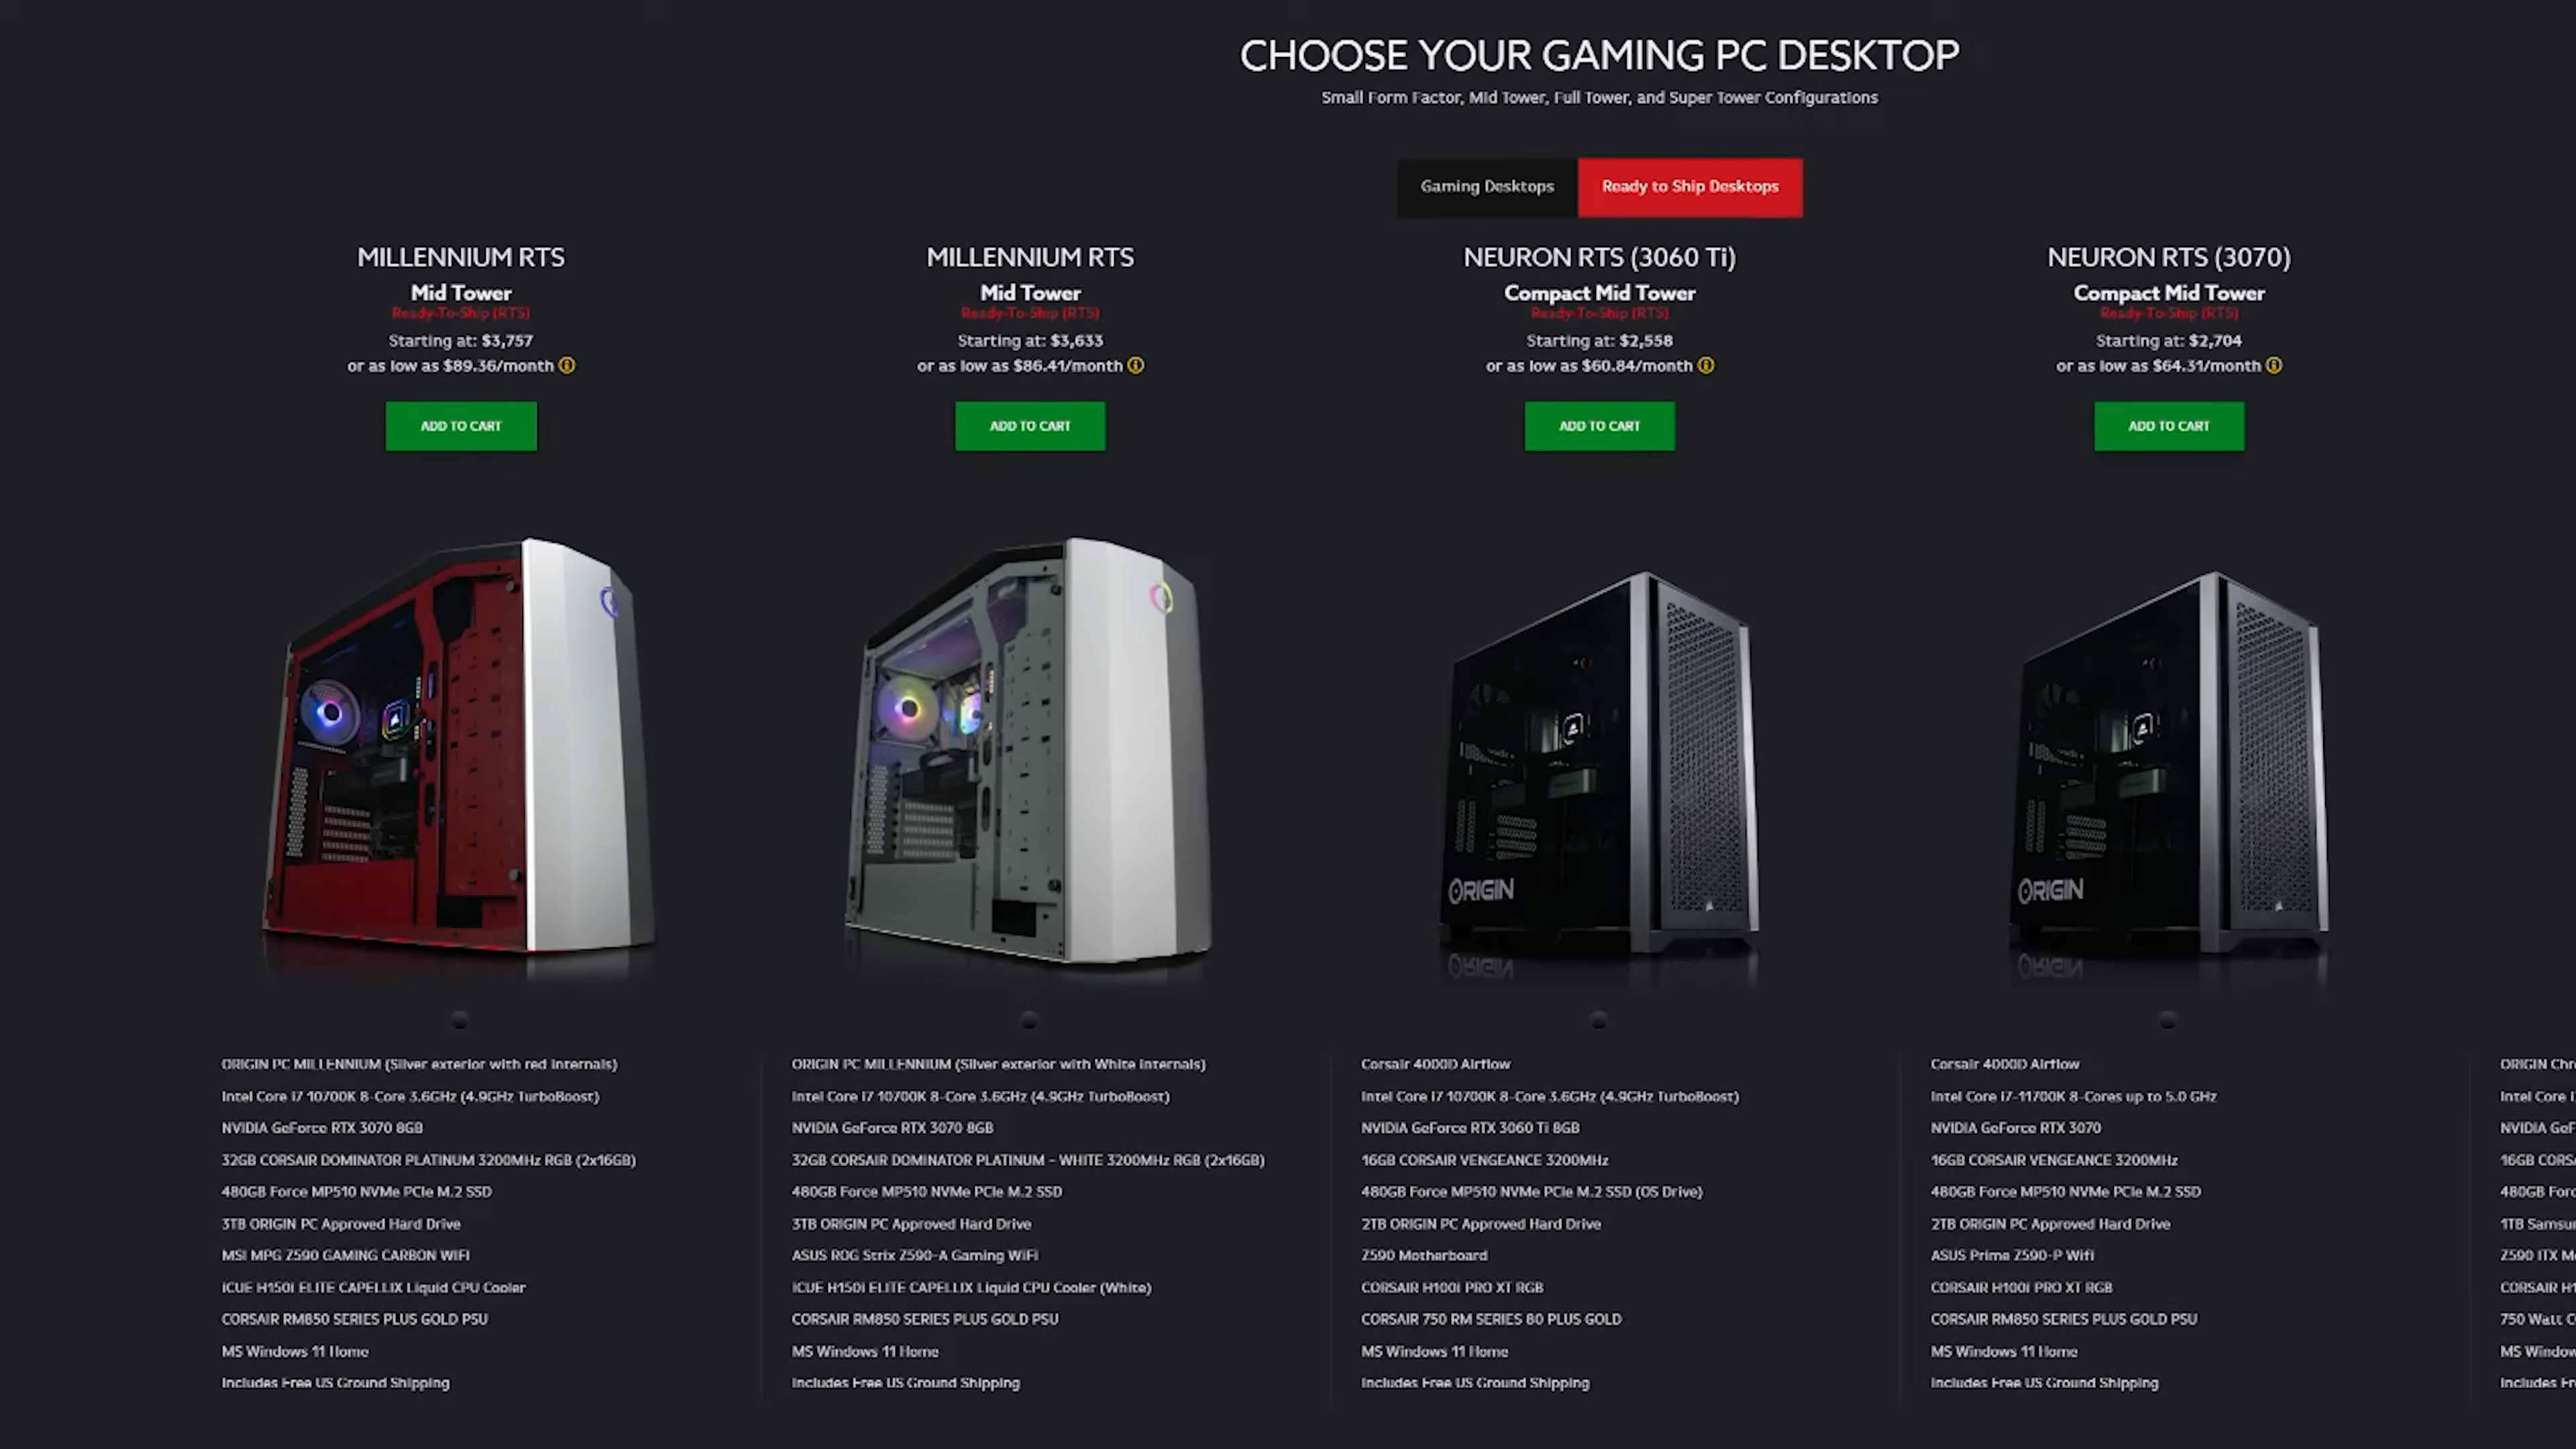 CHOOSE YOUR GAMING PC DESKTOP
Small Form Factor, Mid Tower, Full Tower, and Super Tower Configurations
Gaming Desktops
Ready to Ship Desktops
MILLENNIUM RTS
Mid Tower
Ready-To-Ship (RTS)
Starting at: $3,757
or as low as $89.36/month
ADD TO CART
ORIGIN PC MILLENNIUM (Silver exterior with red internals)
Intel Core i7 10700K 8-Core 3.6GHz (4.9GHz TurboBoost)
NVIDIA GeForce RTX 3070 8GB
32GB CORSAIR DOMINATOR PLATINUM 3200MHz RGB (2x16GB)
480GB Force MP510 NVMe PCIe M.2 SSD
3TB ORIGIN PC Approved Hard Drive
MSI MPG Z590 GAMING CARBON WIFI
iCUE H150i ELITE CAPELLIX Liquid CPU Cooler
CORSAIR RM850 SERIES PLUS GOLD PSU
MS Windows 11 Home
Includes Free US Ground Shipping
MILLENNIUM RTS
Mid Tower
Ready-To-Ship (RTS)
Starting at: $3,633
or as low as $86.41/month
ADD TO CART
ORIGIN PC MILLENNIUM (Silver exterior with White internals)
Intel Core i7 10700K 8-Core 3.6GHz (4.9GHz TurboBoost)
NVIDIA GeForce RTX 3070 8GB
32GB CORSAIR DOMINATOR PLATINUM - WHITE 3200MHz RGB (2x16GB)
480GB Force MP510 NVMe PCIe M.2 SSD
3TB ORIGIN PC Approved Hard Drive
ASUS ROG Strix Z590-A Gaming WiFi
iCUE H150i ELITE CAPELLIX Liquid CPU Cooler (White)
CORSAIR RM850 SERIES PLUS GOLD PSU
MS Windows 11 Home
Includes Free US Ground Shipping
NEURON RTS (3060 Ti)
Compact Mid Tower
Ready-To-Ship (RTS)
Starting at: $2,558
or as low as $60.84/month
ADD TO CART
ORIGIN
Corsair 4000D Airflow
Intel Core i7 10700K 8-Core 3.6GHz (4.9GHz TurboBoost)
NVIDIA GeForce RTX 3060 Ti 8GB
16GB CORSAIR VENGEANCE 3200MHz
480GB Force MP510 NVMe PCIe M.2 SSD (OS Drive)
2TB ORIGIN PC Approved Hard Drive
Z590 Motherboard
CORSAIR H100i PRO XT RGB
CORSAIR 750 RM SERIES 80 PLUS GOLD
MS Windows 11 Home
Includes Free US Ground Shipping
NEURON RTS (3070)
Compact Mid Tower
Ready-To-Ship (RTS)
Starting at: $2,704
or as low as $64.31/month
ADD TO CART
ORIGIN
Corsair 4000D Airflow
Intel Core i7-11700K 8-Cores up to 5.0 GHz
NVIDIA GeForce RTX 3070
16GB CORSAIR VENGEANCE 3200MHz
480GB Force MP510 NVMe PCIe M.2 SSD
2TB ORIGIN PC Approved Hard Drive
ASUS Prime Z590-P Wifi
CORSAIR H100i PRO XT RGB
CORSAIR RM850 SERIES PLUS GOLD PSU
MS Windows 11 Home
Includes Free US Ground Shipping
ORIGIN
Intel Core
NVIDIA
16GB
480GB
1TB
Z590 ITX
CORSAIR
750 Watt
MS
Includes